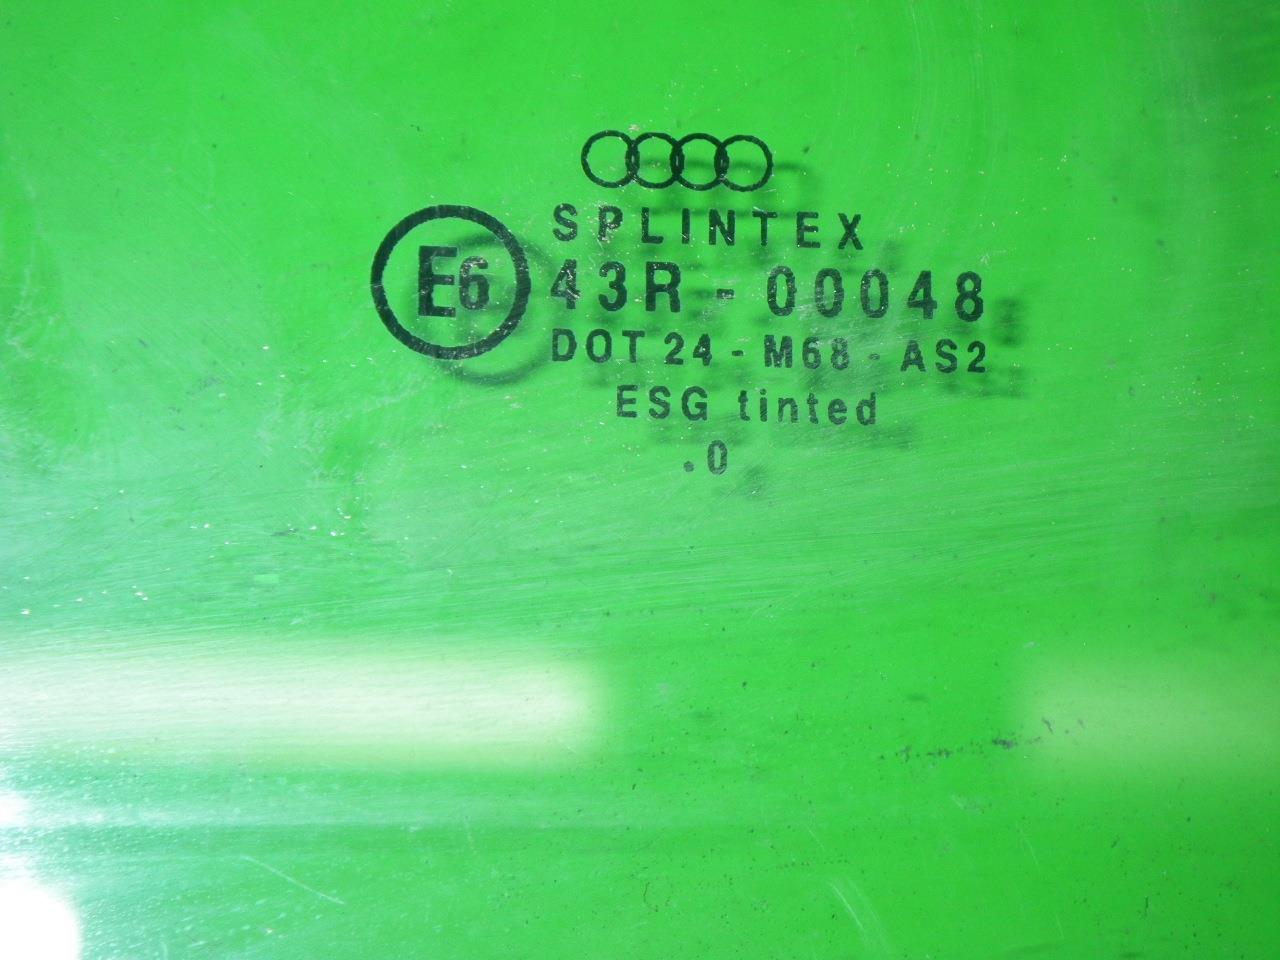 SPLINTEX
E6 43R - 00048
DOT 24 - M68 - AS2
ESG tinted
.0